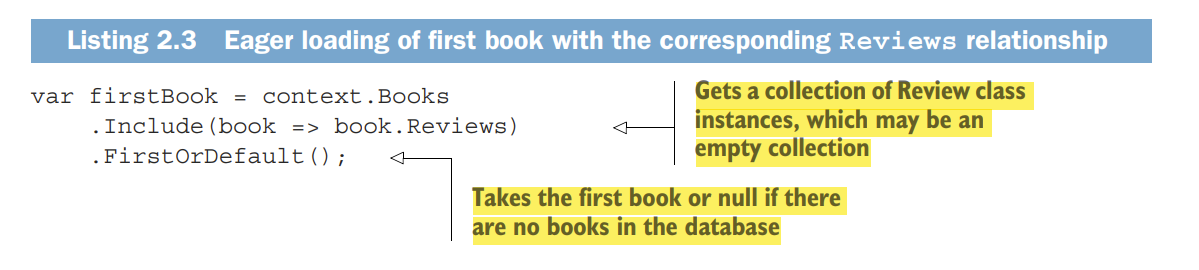 Listing 2.3 Eager loading of first book with the corresponding Reviews relationship
var firstBook = context.Books
.Include(book => book.Reviews)
.FirstOrDefault();
Gets a collection of Review class
instances, which may be an
empty collection
Takes the first book or null if there
are no books in the database